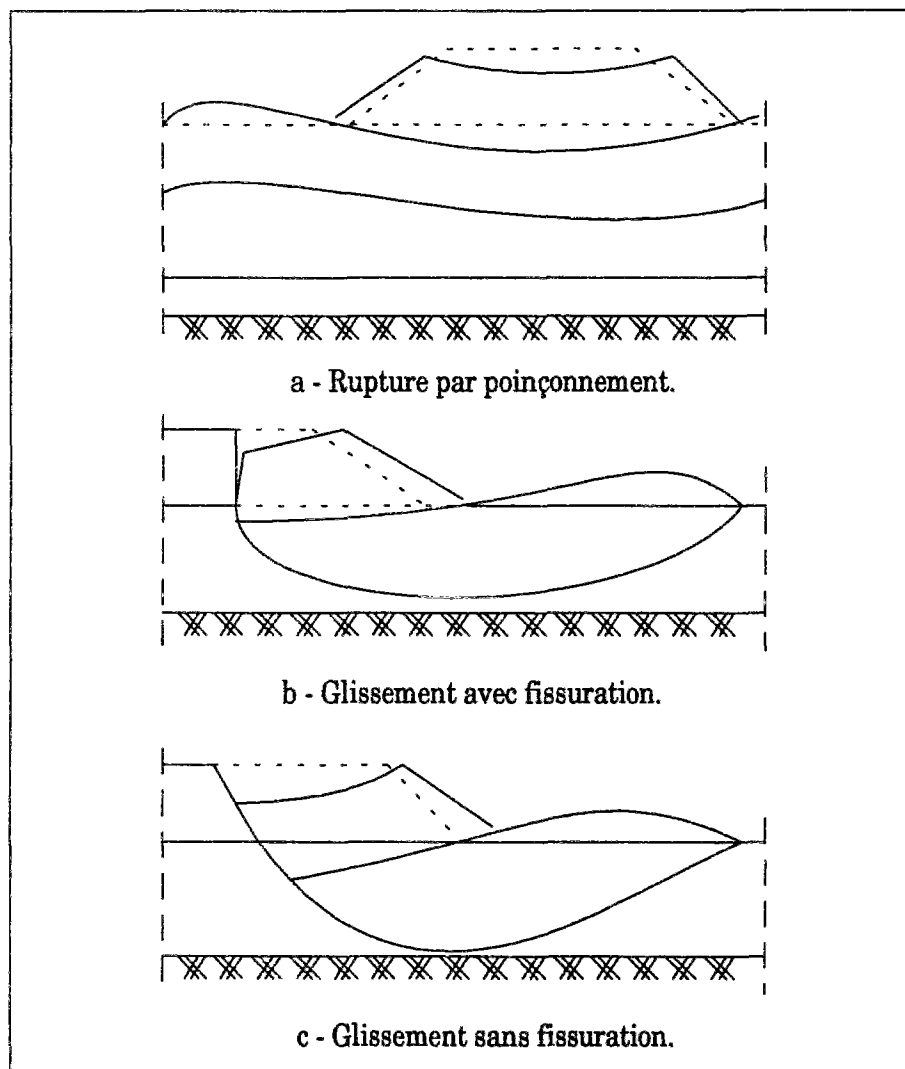 a - Rupture par poinçonnement.
b - Glissement avec fissuration.
c - Glissement sans fissuration.